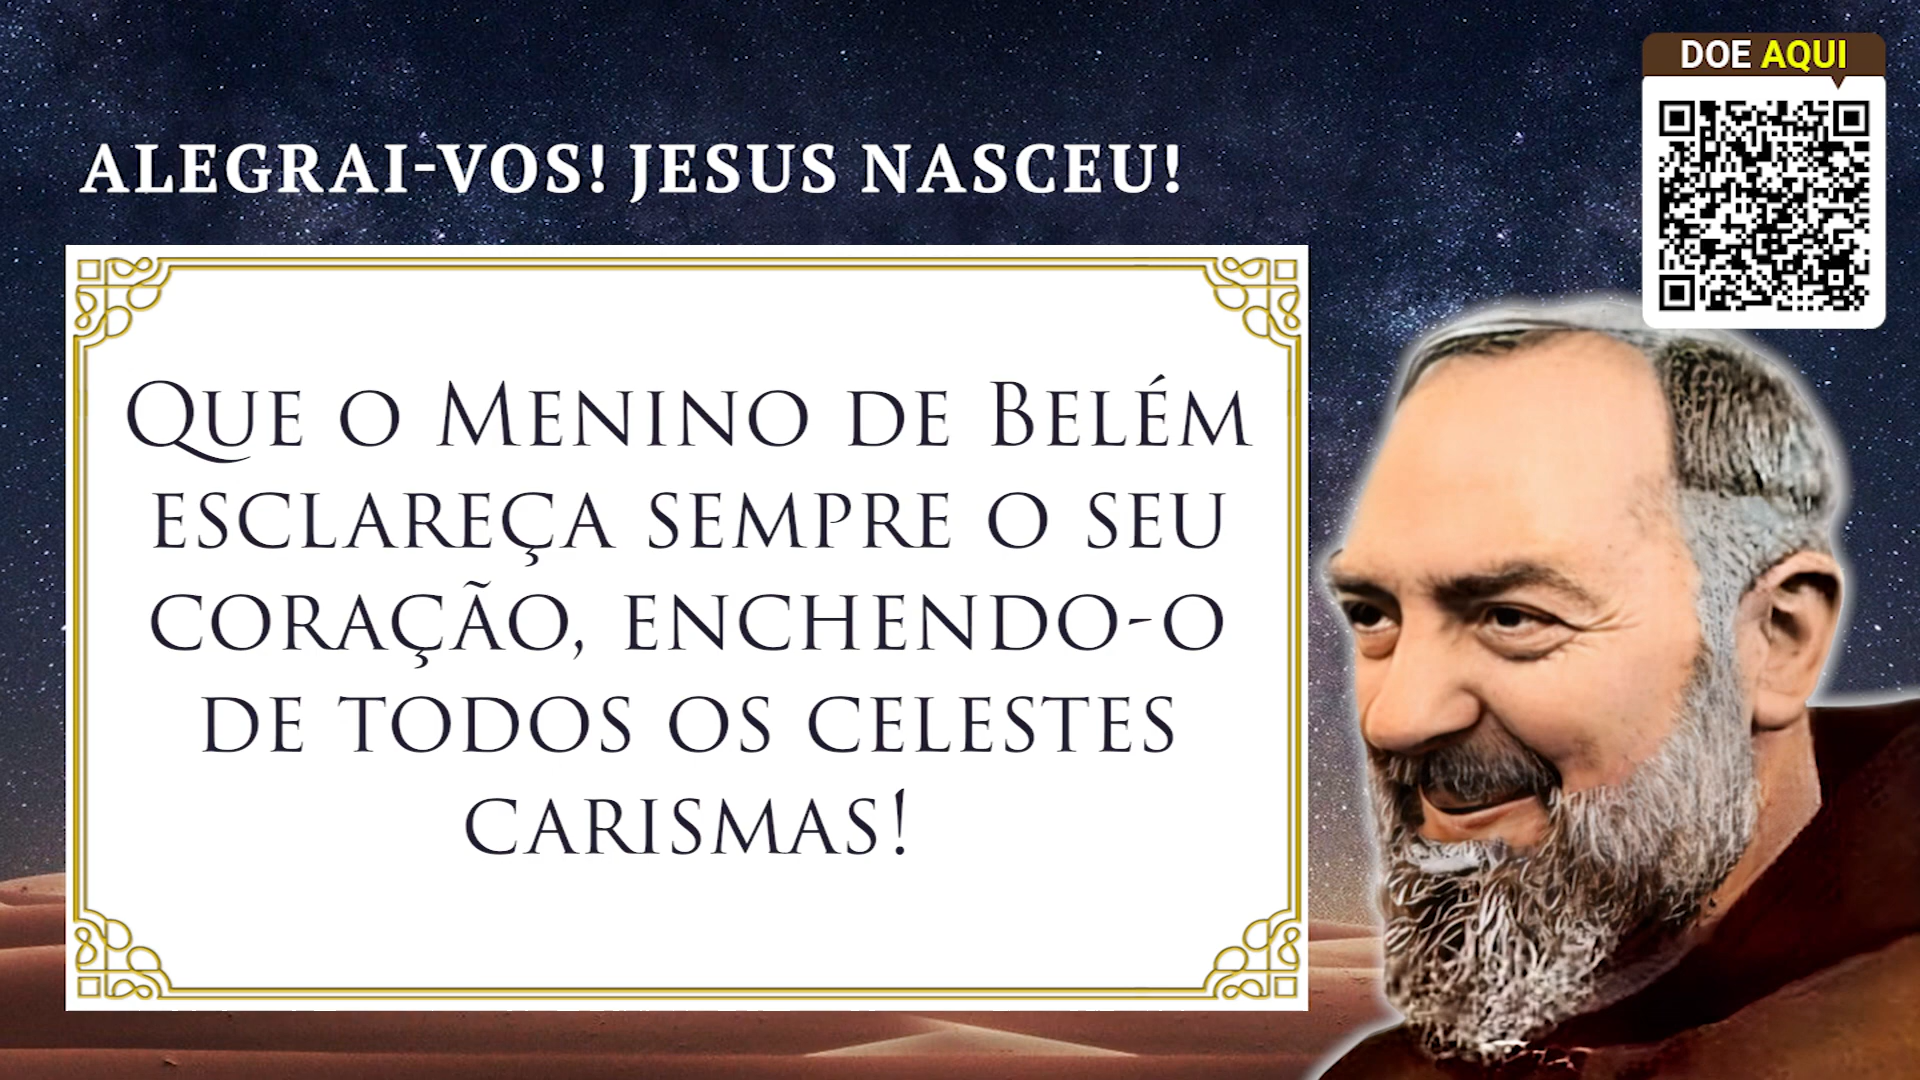 DOE AQUI
ALEGRAI-VOS! JESUS NASCEU!
QUE O MENINO DE BELÉM
ESCLAREÇA SEMPRE O SEU
CORAÇÃO, ENCHENDO-O
DE TODOS OS CELESTES
CARISMAS!